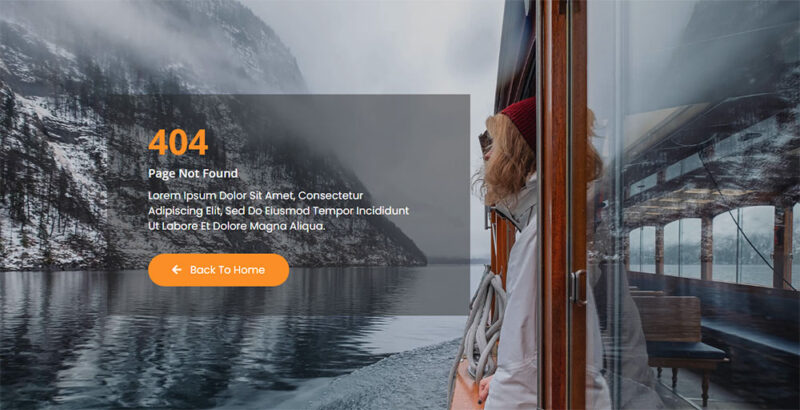 404
Page Not Found
Lorem Ipsum Dolor Sit Amet, Consectetur
Adipiscing Elit, Sed Do Eiusmod Tempor Incididunt
Ut Labore Et Dolore Magna Aliqua.
Back To Home